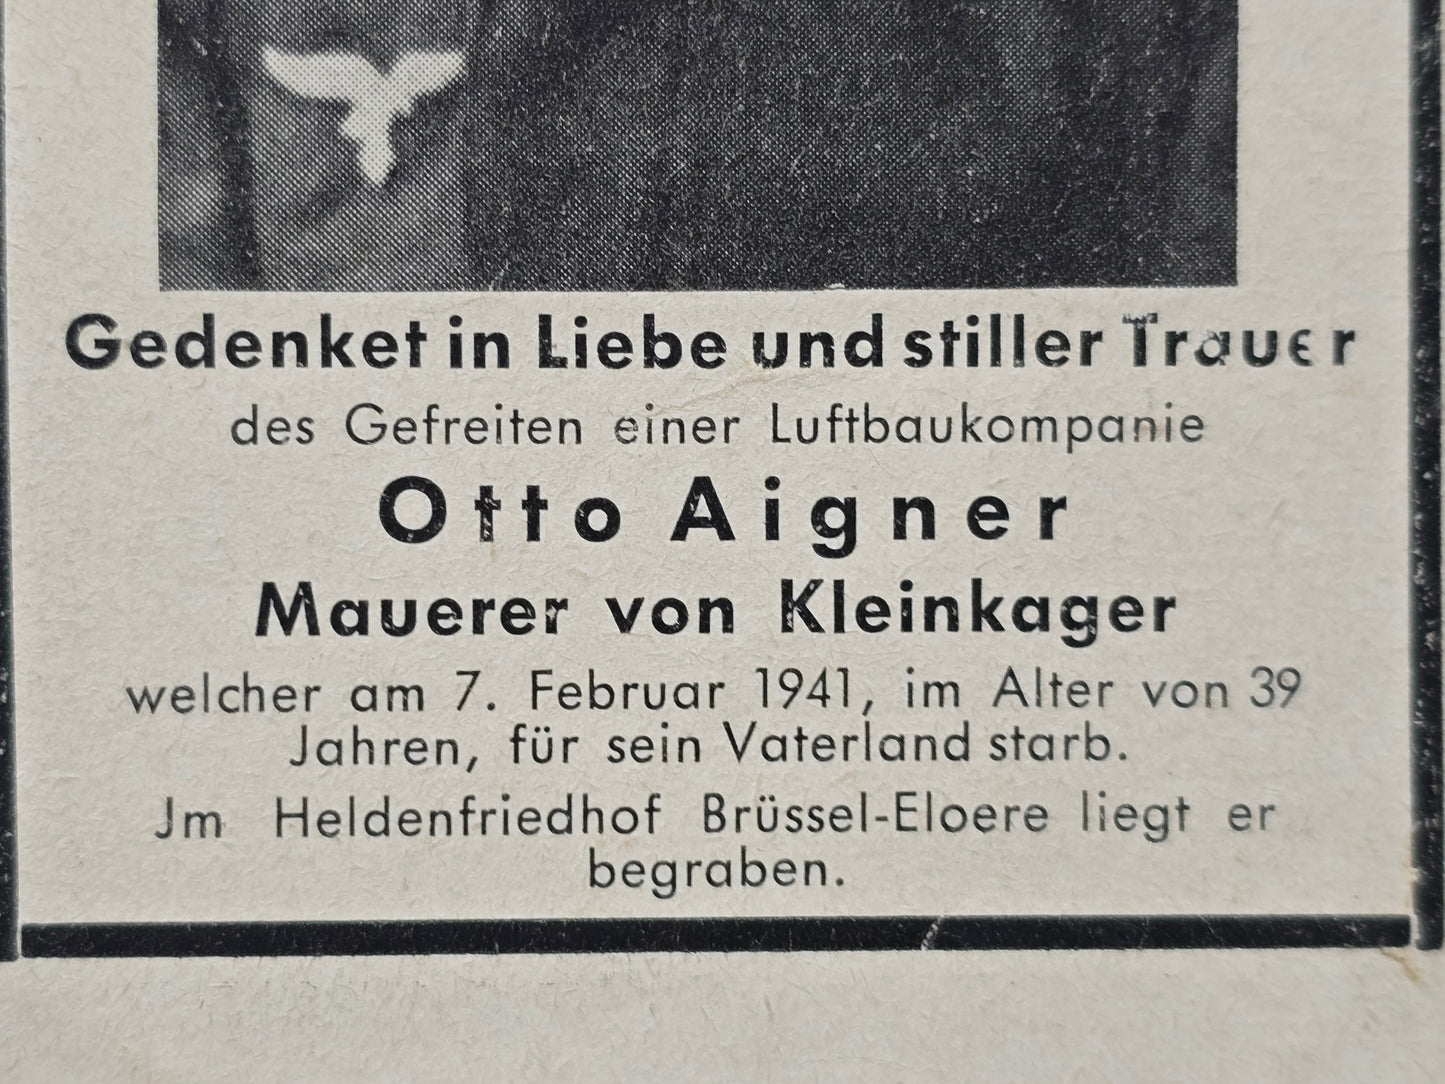 Gedenket in Liebe und stiller Trauer
des Gefreiten einer Luftbaukompanie
Otto Aigner
Mauerer von Kleinkager
welcher am 7. Februar 1941, im Alter von 39
Jahren, für sein Vaterland starb.
Jm Heldenfriedhof Brüssel-Eloere liegt er
begraben.